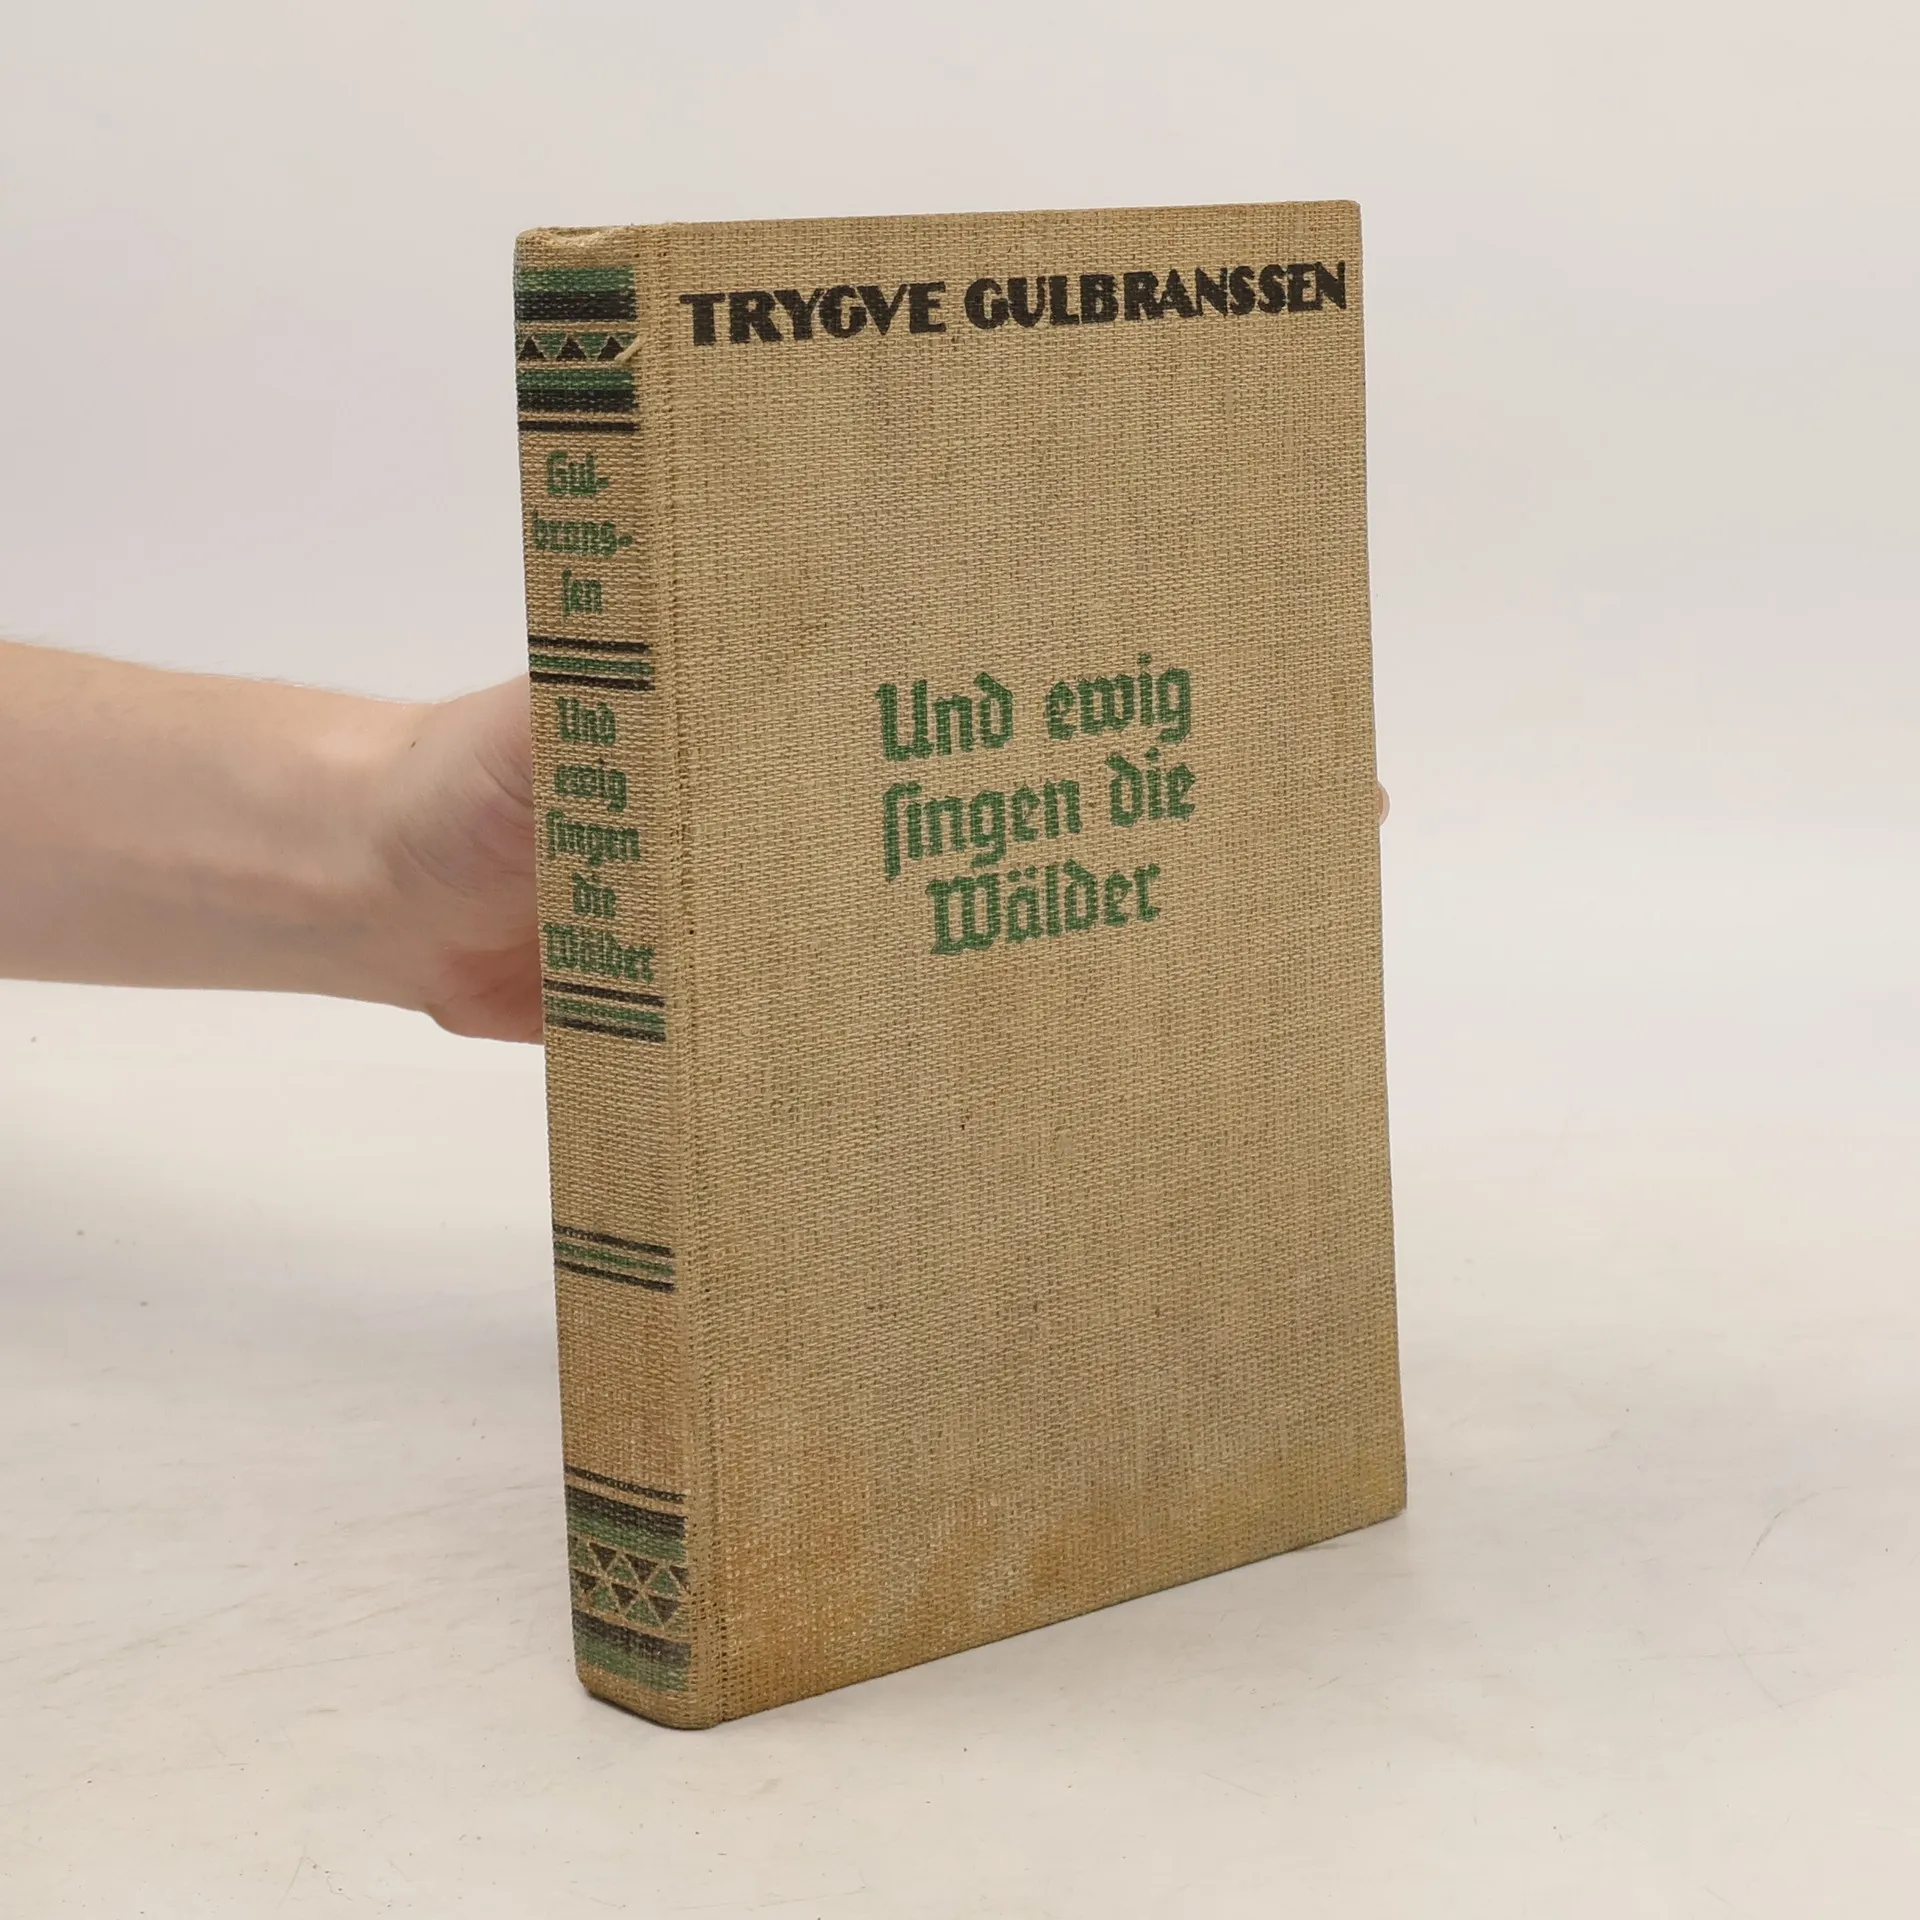 TRYGVE GULBRANSSEN
Und ewig
ſingen die
Wälder
Gul-
brans-
ſen
Und
ewig
ſingen
die
Wälder